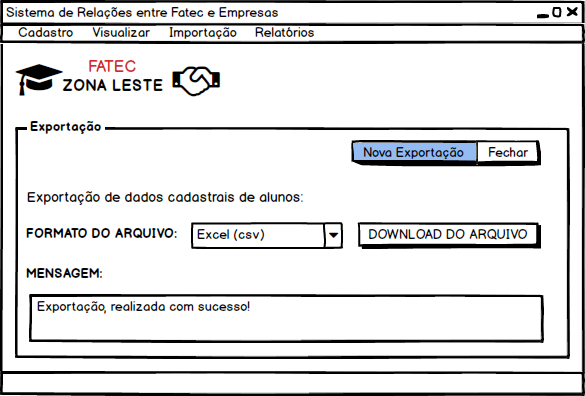 Sistema de Relações entre Fatec e Empresas
Cadastro Visualizar Importação Relatórios
FATEC
ZONA LESTE
Exportação
Nova Exportação Fechar
Exportação de dados cadastrais de alunos:
FORMATO DO ARQUIVO: Excel (csv) DOWNLOAD DO ARQUIVO
MENSAGEM:
Exportação, realizada com sucesso!